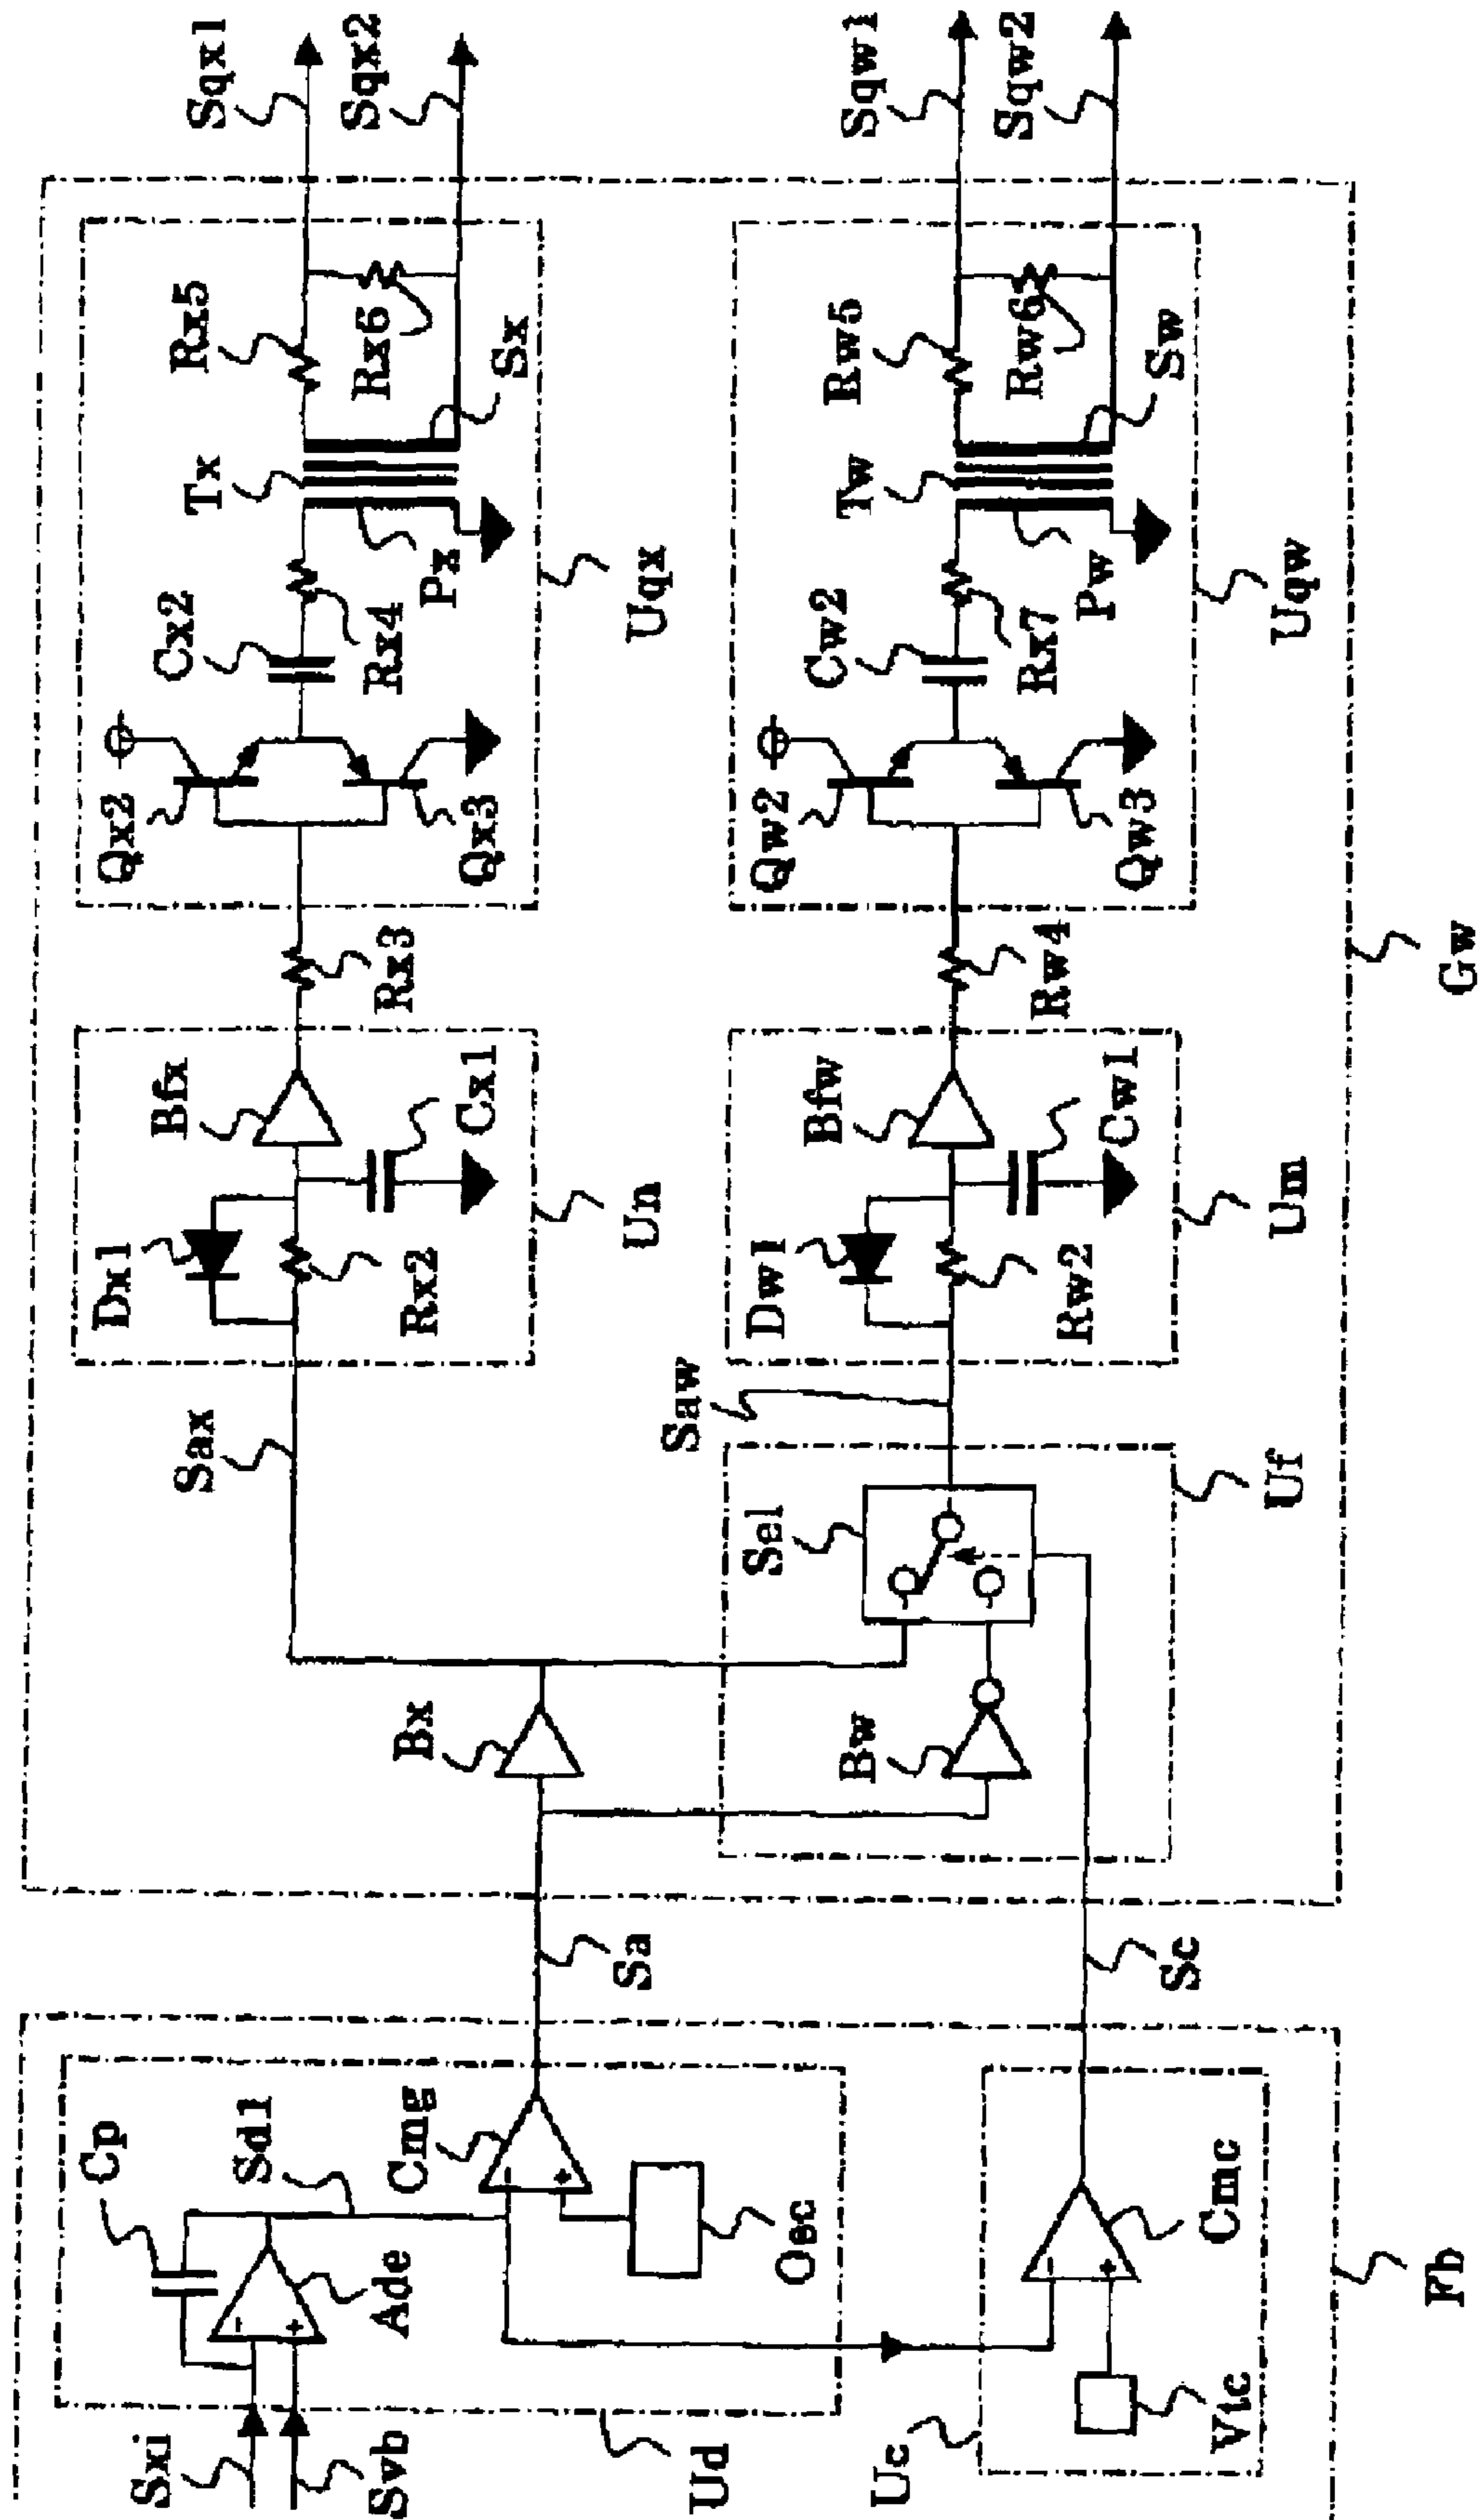 Sxi
Svb
Cp
Ade
Sd1
Cmg
Osc
Ud
Uc
Vic
Cmc
Fb
Sa
Sc
Bx
Bw
Sel
Uf
Sax
Saw
Dx1
Rx2
Bfx
Cx1
Un
Dw1
Rw2
Bfw
Cw1
Um
Rx3
Rw4
Gw
Qx2
Qx3
Cx2
Rx4
Tx
Px
Sx
Rx5
Rx6
Uqx
Qw2
Qw3
Cw2
Rx7
Tw
Pw
Sw
Rw5
Rw6
Uqw
Sqx1
Sqx2
Sqw1
Sqw2